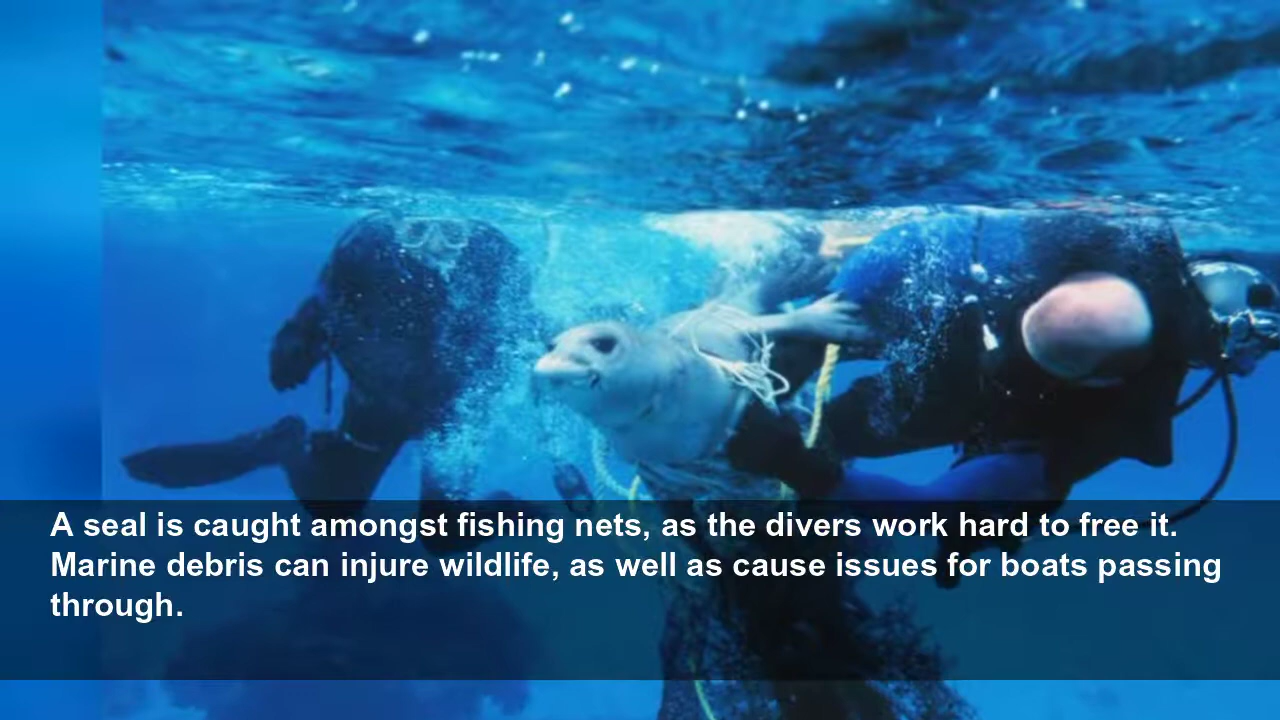 A seal is caught amongst fishing nets, as the divers work hard to free it.
Marine debris can injure wildlife, as well as cause issues for boats passing
through.